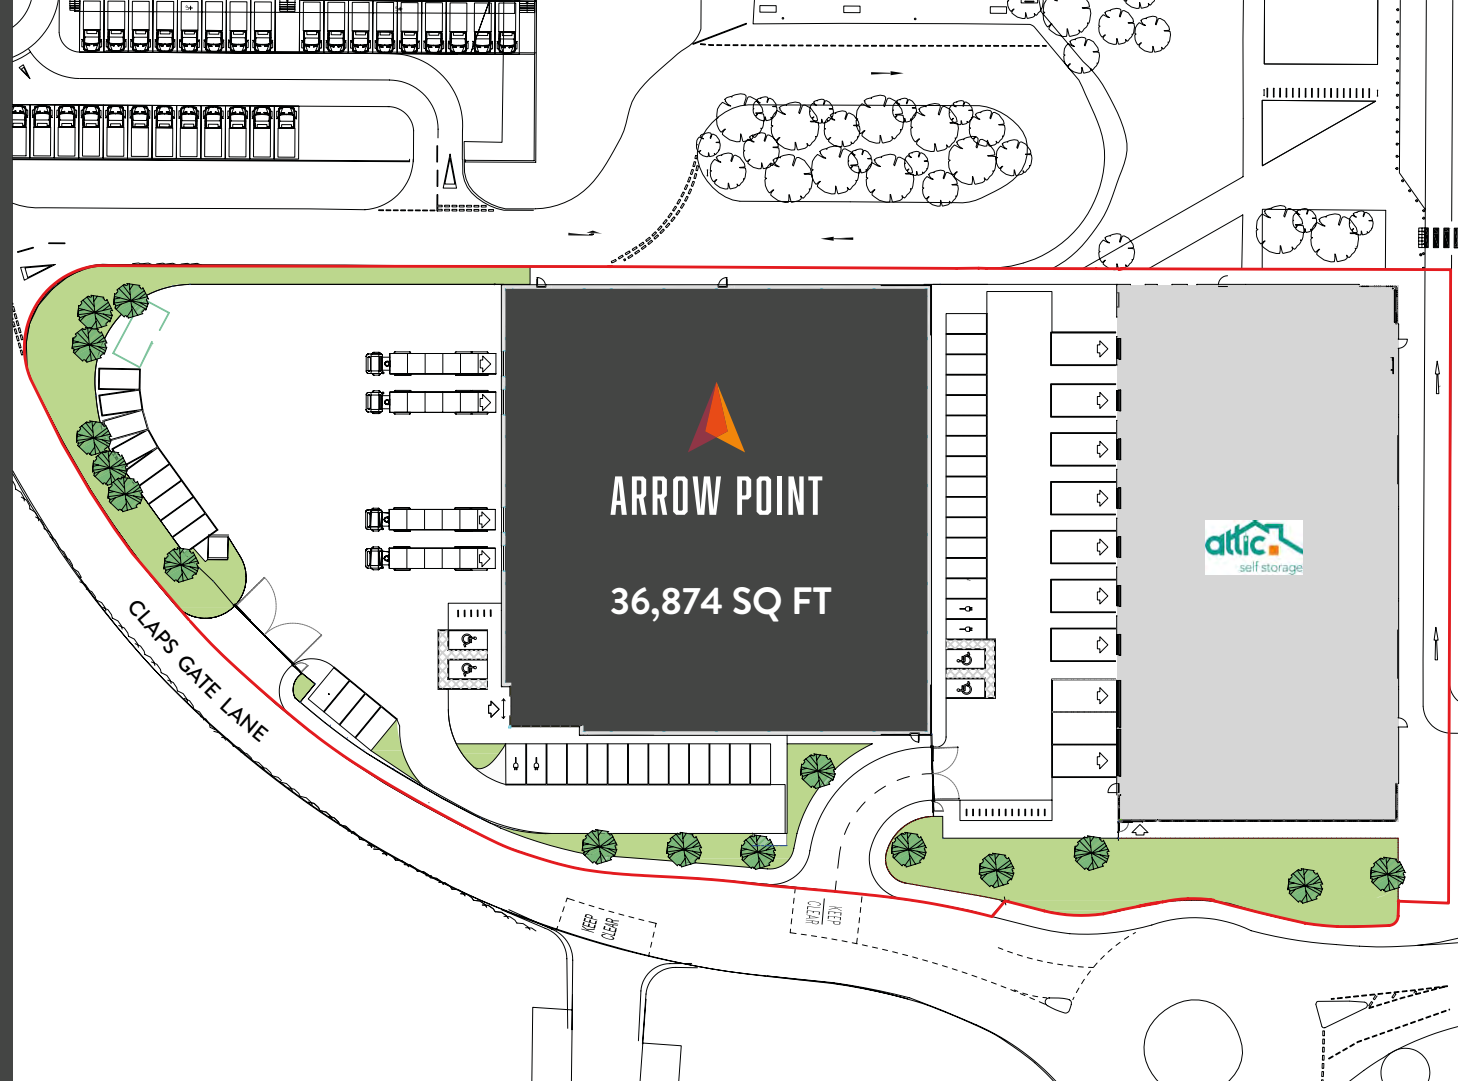 ARROW POINT
36,874 SQ FT
attic
self storage
CLAPS GATE LANE
KEEP
CLEAR
KEEP
CLEAR